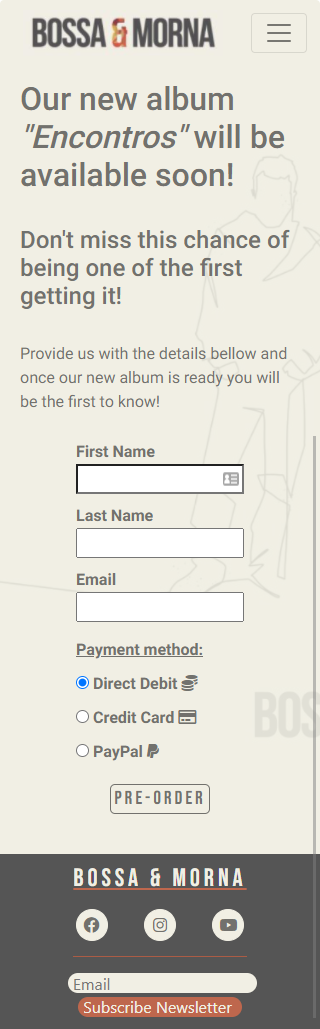 BOSSA & MORNA
Our new album
"Encontros" will be
available soon!
Don't miss this chance of
being one of the first
getting it!
Provide us with the details bellow and
once our new album is ready you will
be the first to know!
First Name
Last Name
Email
Payment method:
Direct Debit
Credit Card
BOS
PayPal
PRE-ORDER
BOSSA & MORNA
Email
Subscribe Newsletter